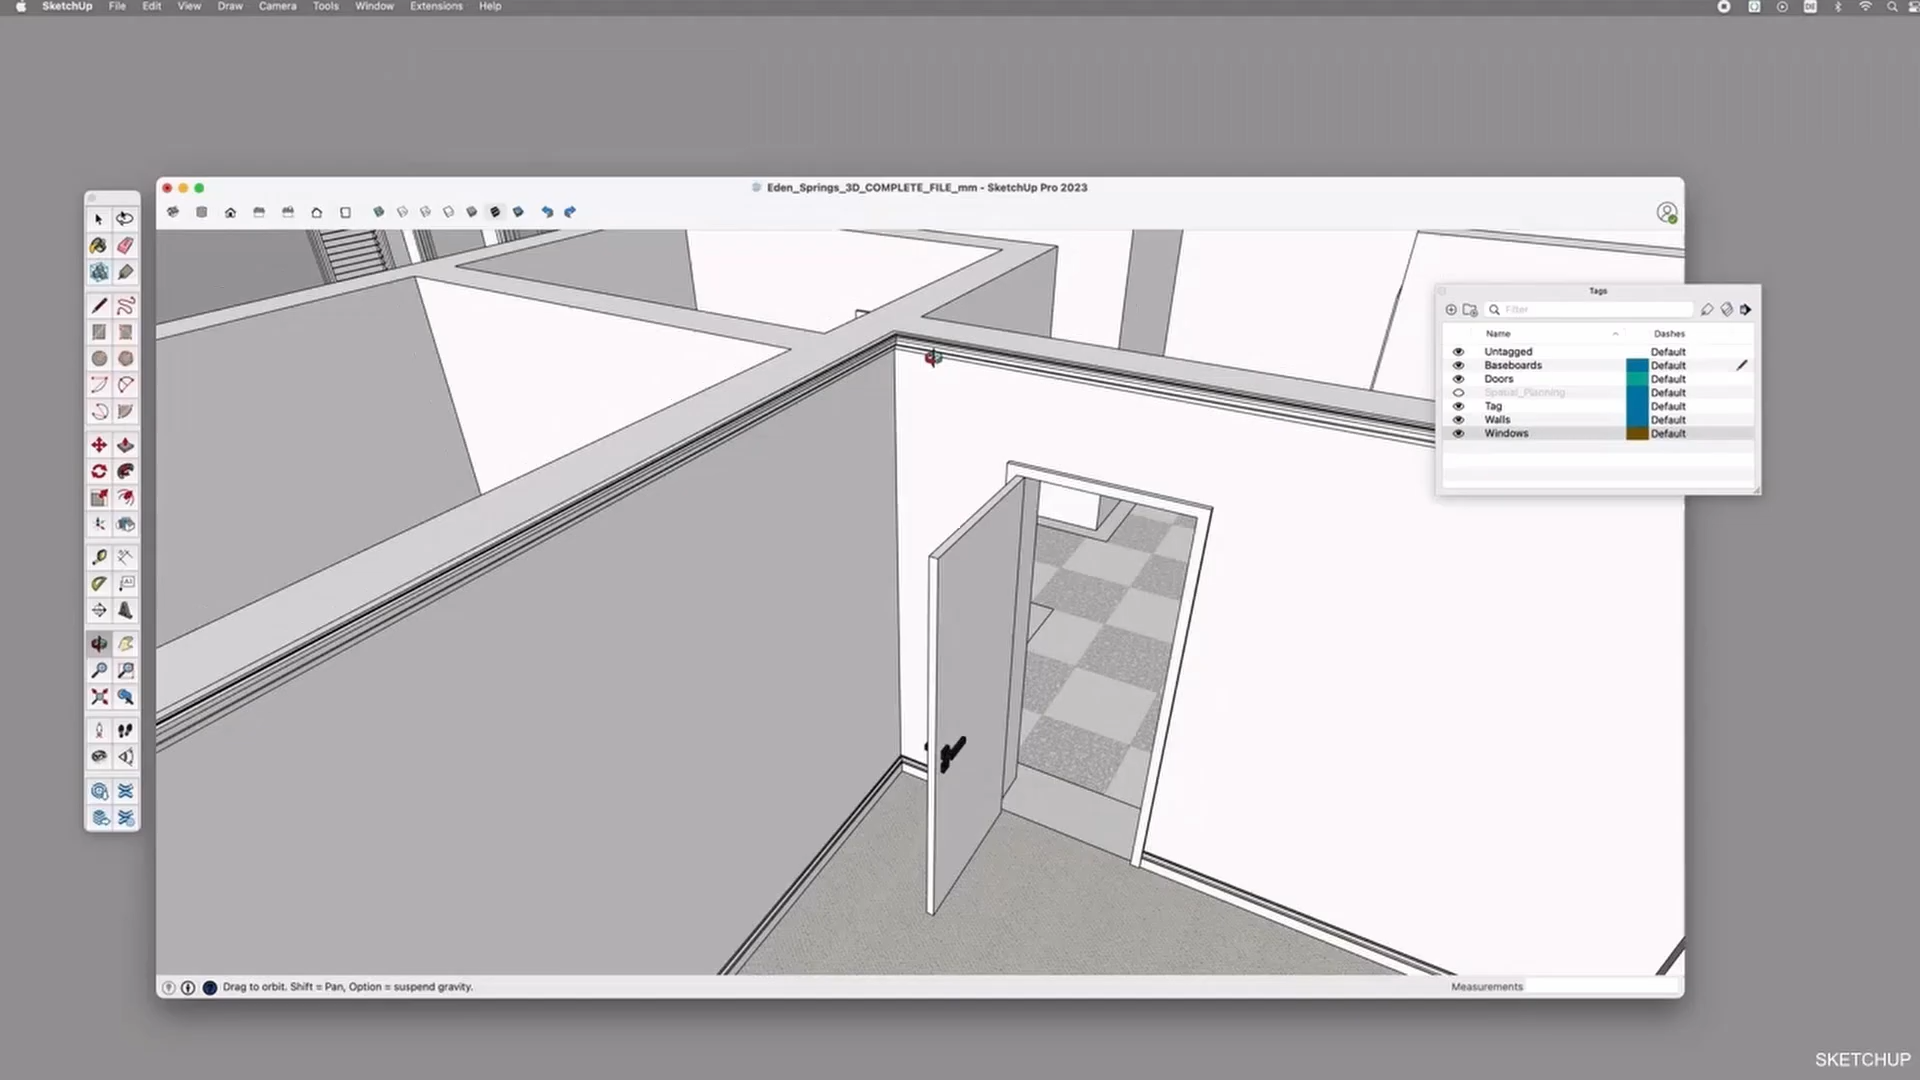 SketchUp File Edit View Draw Camera Tools Window Extensions Help
Eden_Springs_3D_COMPLETE_FILE_mm - SketchUp Pro 2023
Tags
Filter
Name Dashes
Untagged Default
Baseboards Default
Doors Default
Spatial_Planning Default
Tag Default
Walls Default
Windows Default
Drag to orbit. Shift = Pan, Option = suspend gravity.
Measurements
SKETCHUP